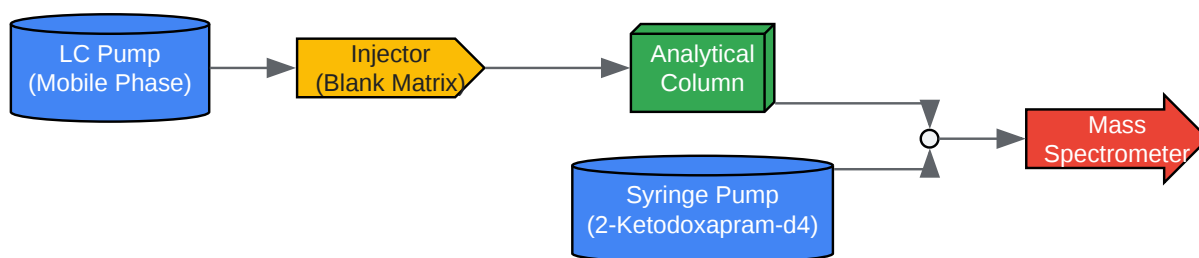 LC Pump
(Mobile Phase)
Injector
(Blank Matrix)
Analytical
Column
Syringe Pump
(2-Ketodoxapram-d4)
Mass
Spectrometer